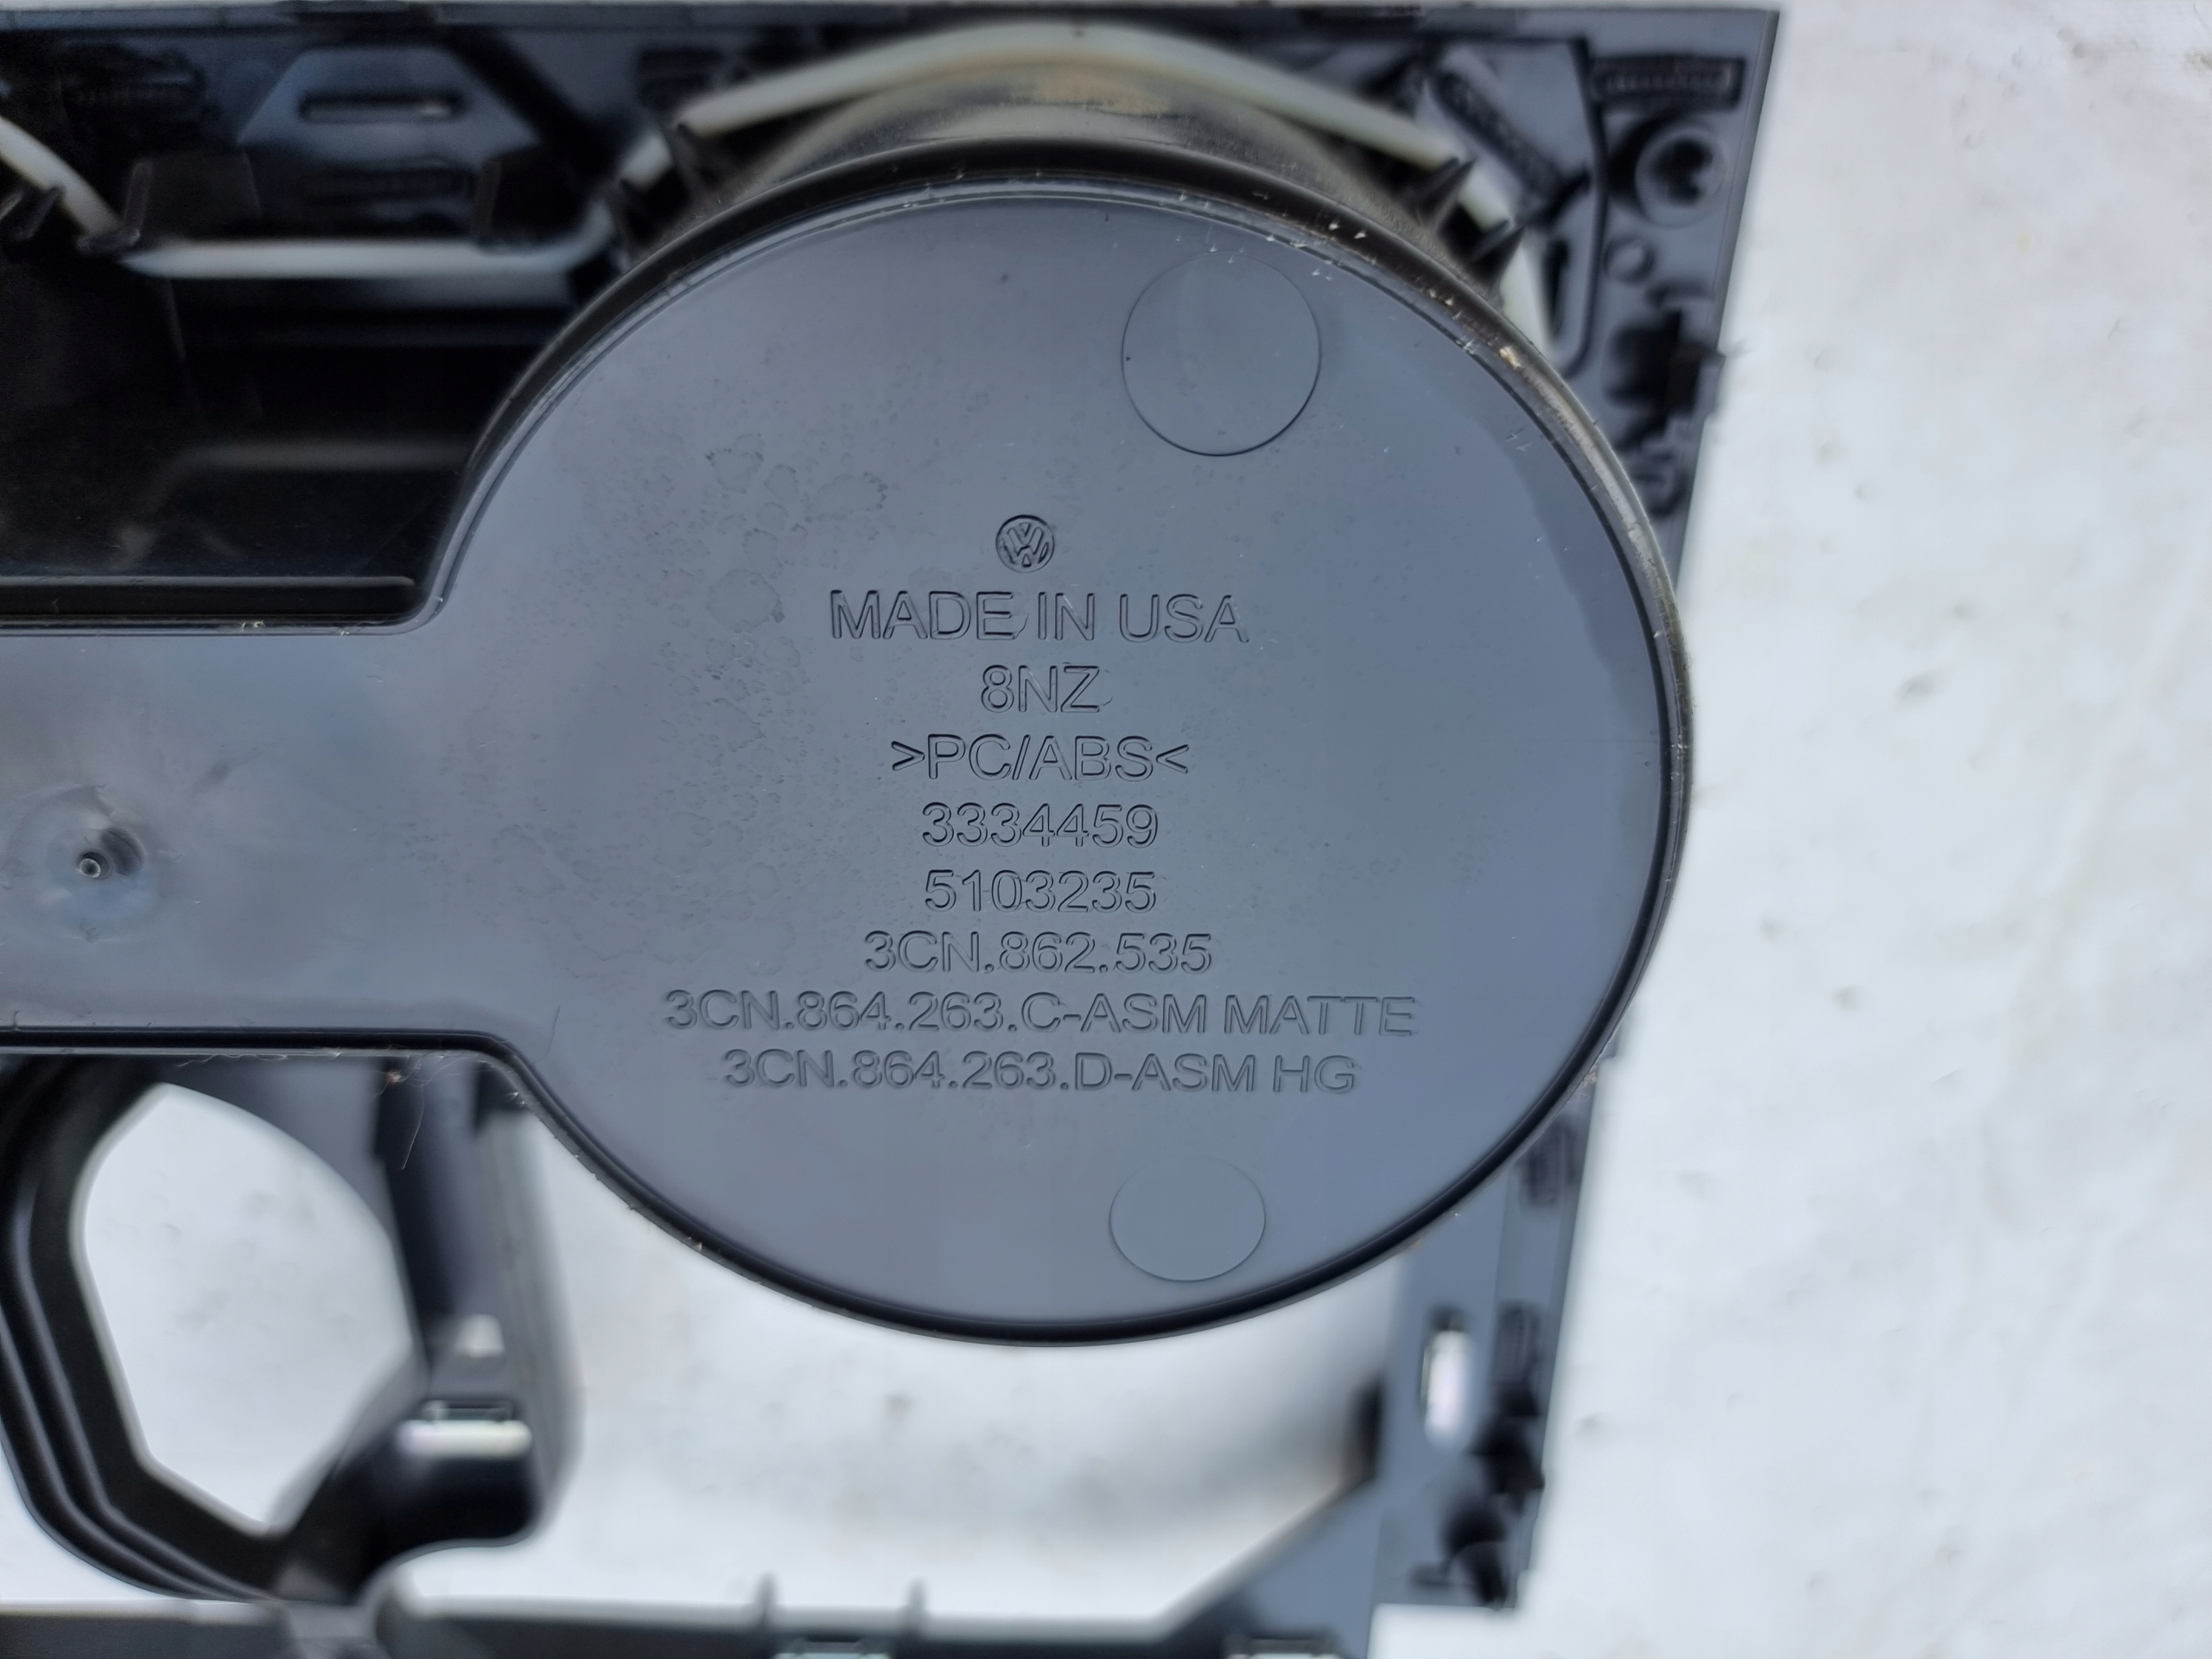 MADE IN USA
8NZ
>PC/ABS<
3334459
5103235
3CN.862.535
3CN.864.263.C-ASM MATTE
3CN.864.263.D-ASM HG